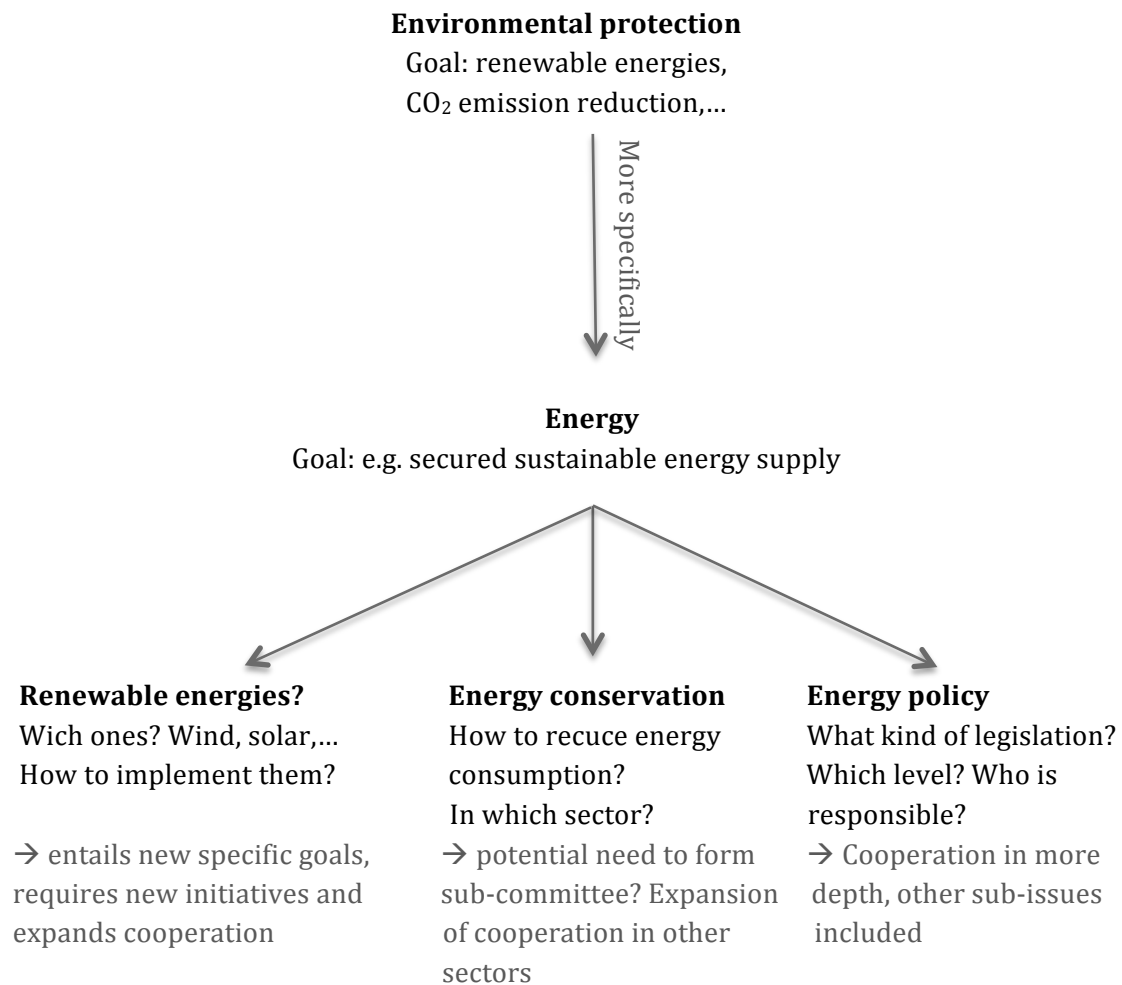 Environmental protection
Goal: renewable energies,
CO₂ emission reduction,…
More specifically
Energy
Goal: e.g. secured sustainable energy supply
Renewable energies?
Wich ones? Wind, solar,…
How to implement them?
→ entails new specific goals,
requires new initiatives and
expands cooperation
Energy conservation
How to recuce energy
consumption?
In which sector?
→ potential need to form
sub-committee? Expansion
of cooperation in other
sectors
Energy policy
What kind of legislation?
Which level? Who is
responsible?
→ Cooperation in more
depth, other sub-issues
included